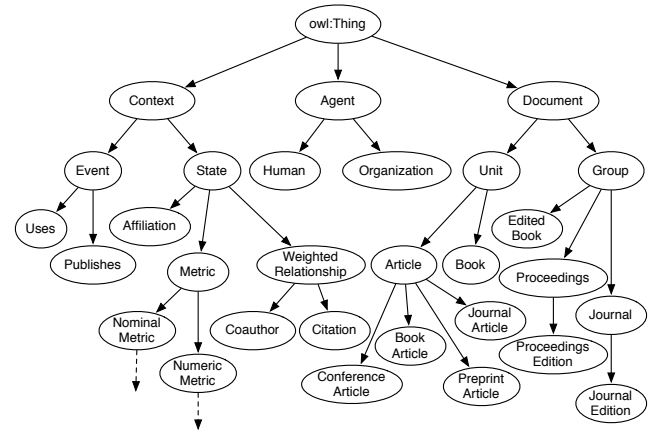 owl:Thing
Context
Agent
Document
Event
State
Human
Organization
Unit
Group
Uses
Publishes
Affiliation
Metric
Weighted
Relationship
Article
Book
Edited
Book
Proceedings
Journal
Nominal
Metric
Numeric
Metric
Coauthor
Citation
Conference
Article
Book
Article
Journal
Article
Preprint
Article
Proceedings
Edition
Journal
Edition